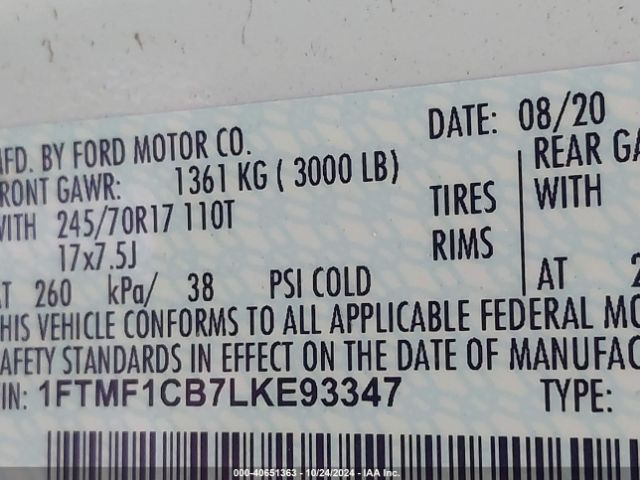 MFD. BY FORD MOTOR CO. DATE: 08/20
FRONT GAWR: 1361 KG ( 3000 LB) REAR GA
WITH 245/70R17 110T TIRES WITH
17x7.5J RIMS
AT 260 kPa/ 38 PSI COLD AT 2
THIS VEHICLE CONFORMS TO ALL APPLICABLE FEDERAL MO
SAFETY STANDARDS IN EFFECT ON THE DATE OF MANUFAC
VIN: 1FTMF1CB7LKE93347 TYPE:
000-40651363 - 10/24/2024 - IAA Inc.